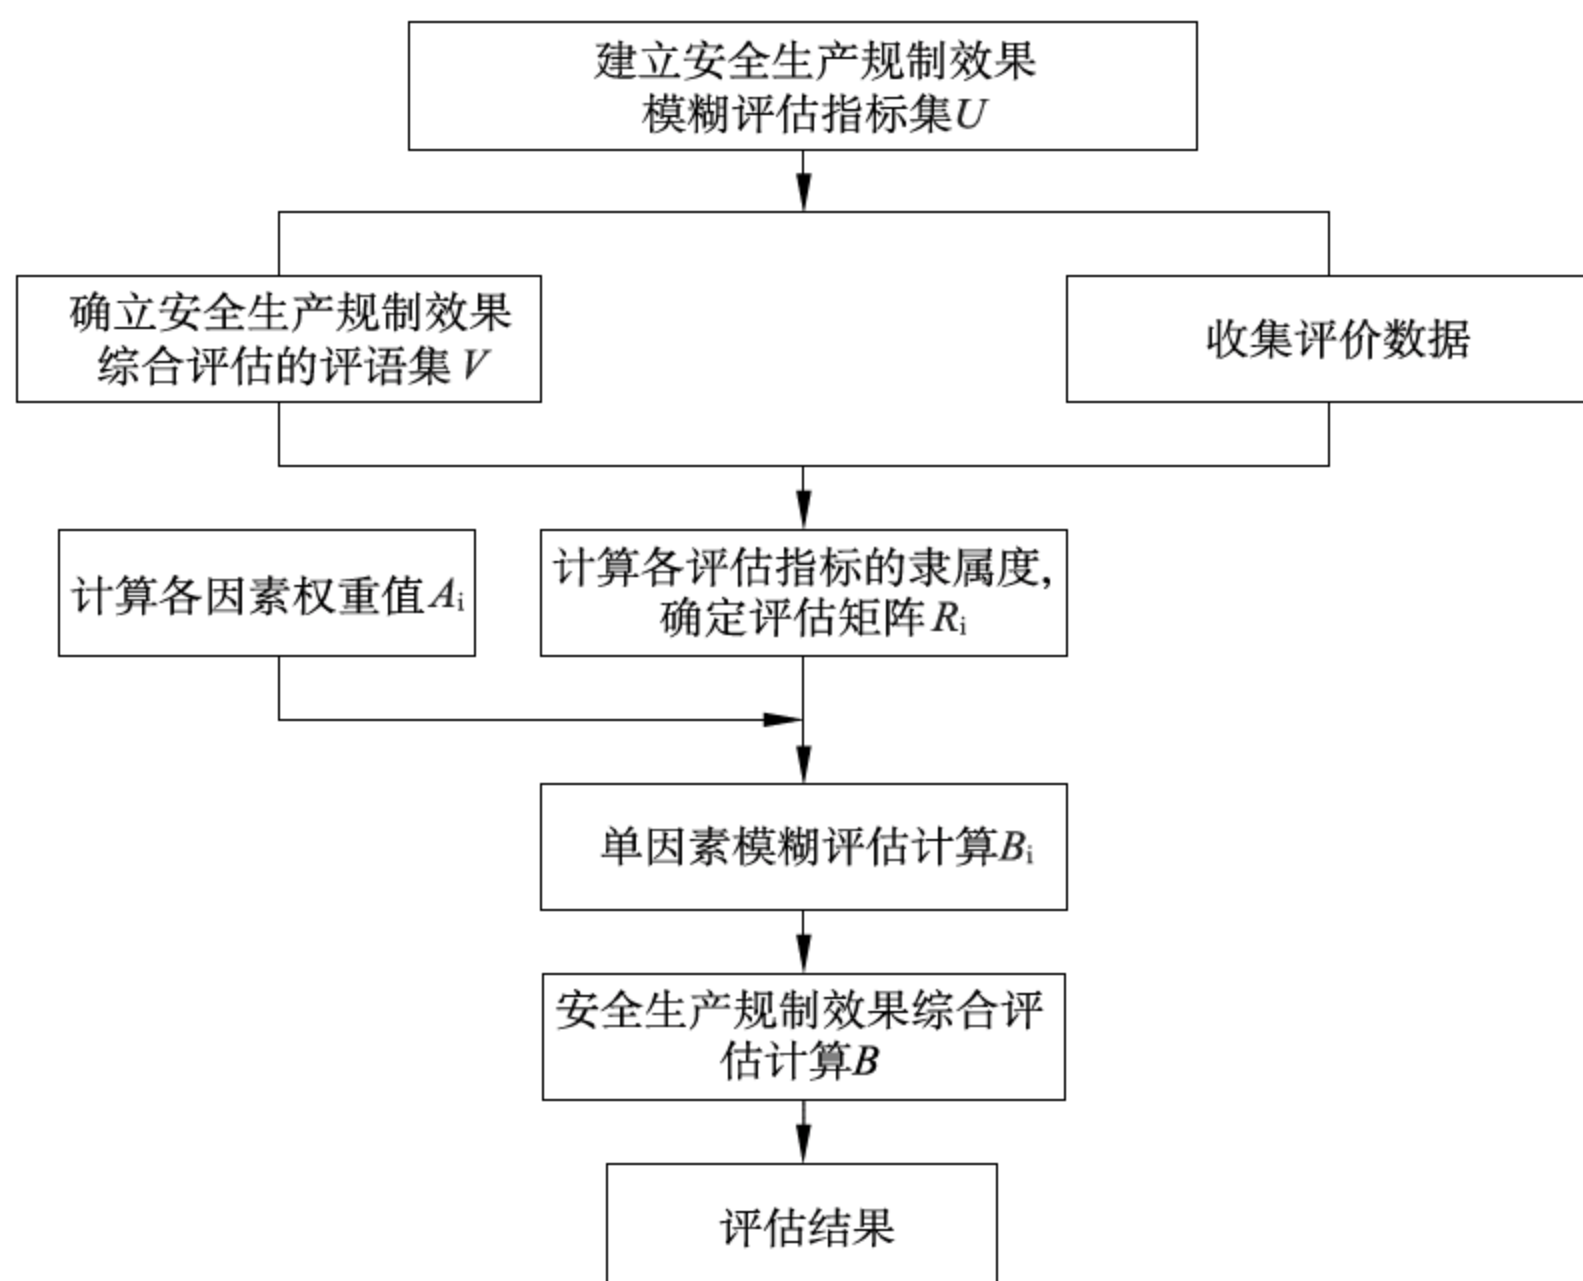 建立安全生产规制效果
模糊评估指标集U
确立安全生产规制效果
综合评估的评语集 V
收集评价数据
计算各因素权重值Ai
计算各评估指标的隶属度,
确定评估矩阵 Ri
单因素模糊评估计算Bi
安全生产规制效果综合评
估计算B
评估结果